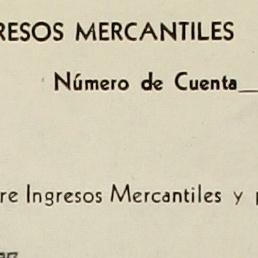 RESOS MERCANTILES
Número de Cuenta
re Ingresos Mercantiles y